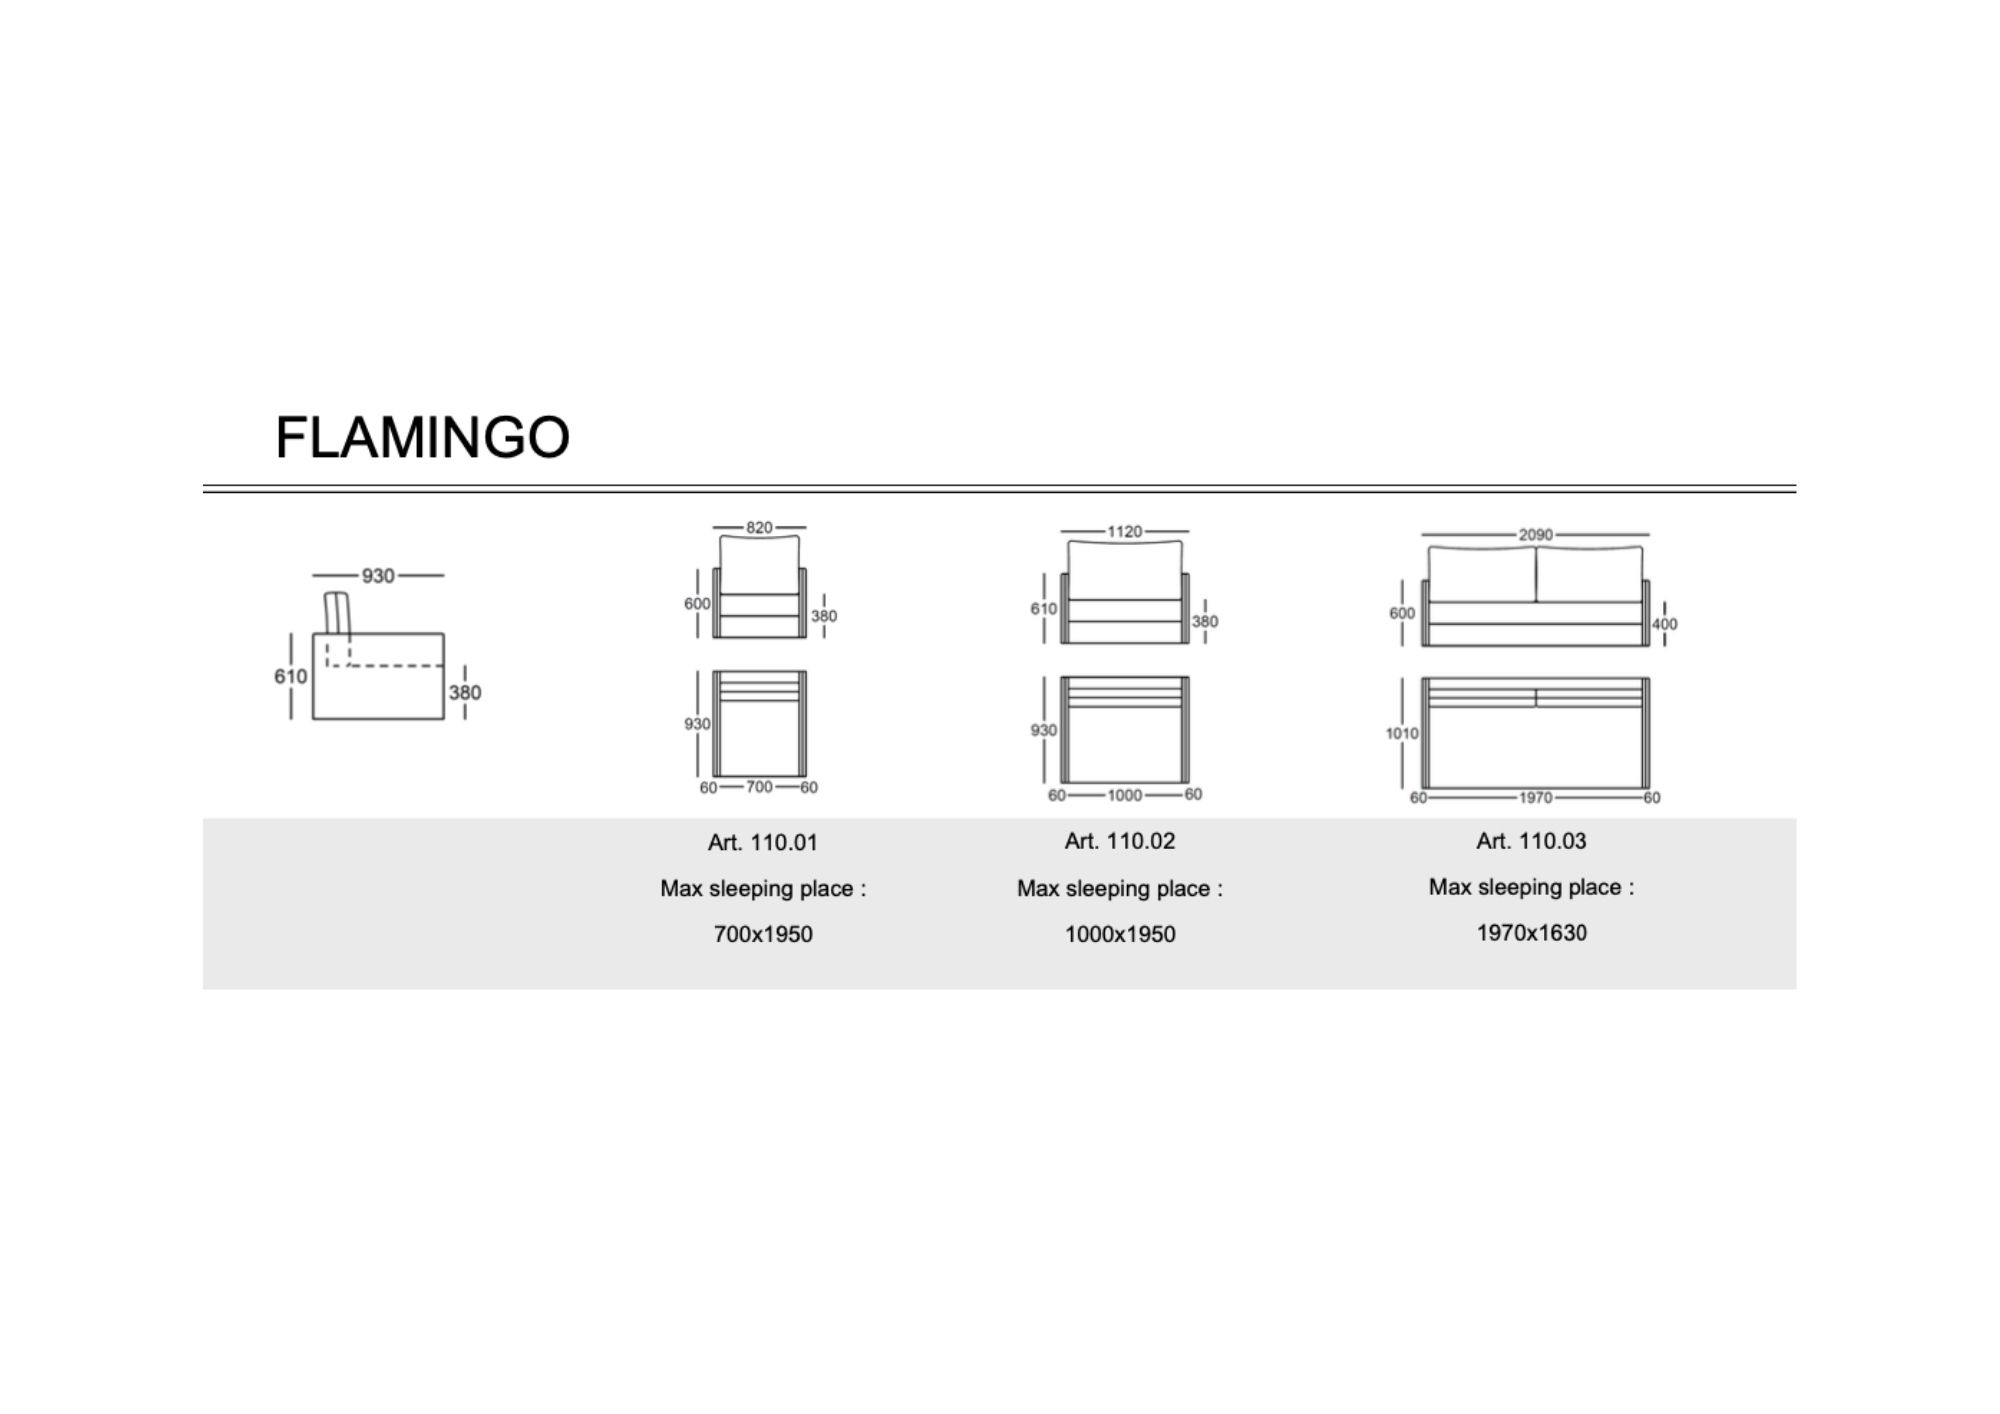 FLAMINGO
930
610
380
820
600
380
930
60 700 60
1120
610
380
930
60 1000 60
2090
600
400
1010
60 1970 60
Art. 110.01
Max sleeping place :
700x1950
Art. 110.02
Max sleeping place :
1000x1950
Art. 110.03
Max sleeping place :
1970x1630